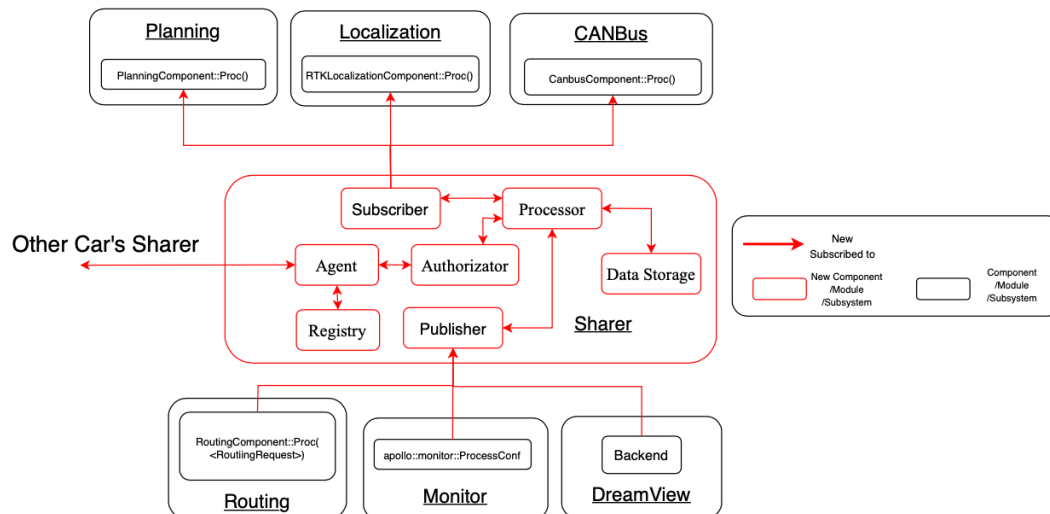 Planning
Localization
CANBus
PlanningComponent::Proc()
RTKLocalizationComponent::Proc()
CanbusComponent::Proc()
Subscriber
Processor
Other Car's Sharer
Agent
Authorizator
Data Storage
Registry
Publisher
Sharer
New
Subscribed to
New Component
/Module
/Subsystem
Component
/Module
/Subsystem
RoutingComponent::Proc(
<RoutiingRequest>)
apollo::monitor::ProcessConf
Backend
Routing
Monitor
DreamView